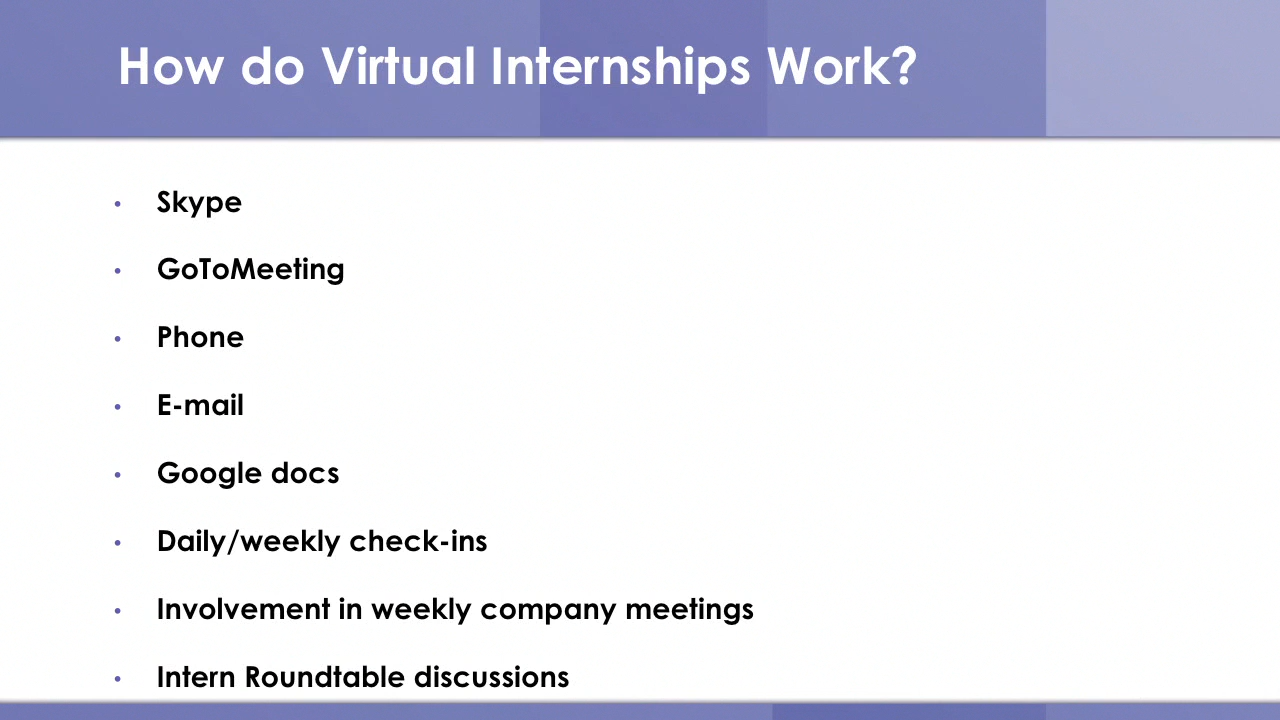 How do Virtual Internships Work?
• Skype
• GoToMeeting
• Phone
• E-mail
• Google docs
• Daily/weekly check-ins
• Involvement in weekly company meetings
• Intern Roundtable discussions